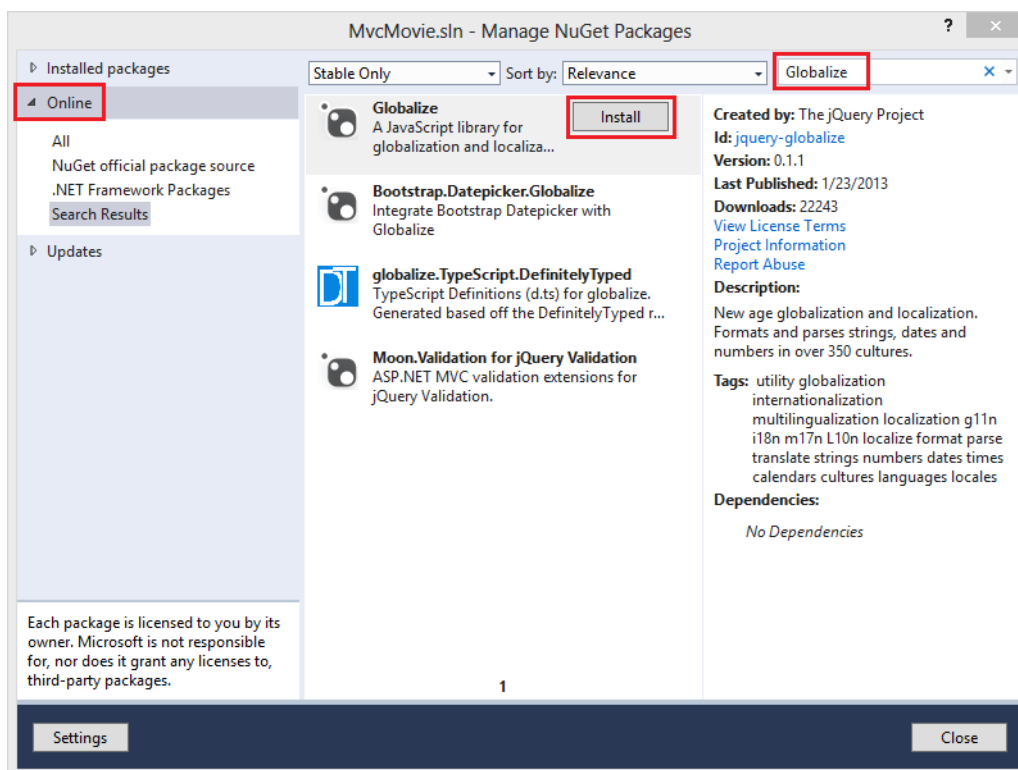 MvcMovie.sln - Manage NuGet Packages
?
×
Installed packages
Online
All
NuGet official package source
.NET Framework Packages
Search Results
Updates
Each package is licensed to you by its
owner. Microsoft is not responsible
for, nor does it grant any licenses to,
third-party packages.
Stable Only
Sort by:
Relevance
Globalize
Globalize
A JavaScript library for
globalization and localiza...
Install
Bootstrap.Datepicker.Globalize
Integrate Bootstrap Datepicker with
Globalize
DT
globalize.TypeScript.DefinitelyTyped
TypeScript Definitions (d.ts) for globalize.
Generated based off the DefinitelyTyped r...
Moon.Validation for jQuery Validation
ASP.NET MVC validation extensions for
jQuery Validation.
1
Created by: The jQuery Project
Id: jquery-globalize
Version: 0.1.1
Last Published: 1/23/2013
Downloads: 22243
View License Terms
Project Information
Report Abuse
Description:
New age globalization and localization.
Formats and parses strings, dates and
numbers in over 350 cultures.
Tags: utility globalization
internationalization
multilingualization localization g11n
i18n m17n L10n localize format parse
translate strings numbers dates times
calendars cultures languages locales
Dependencies:
No Dependencies
Settings
Close